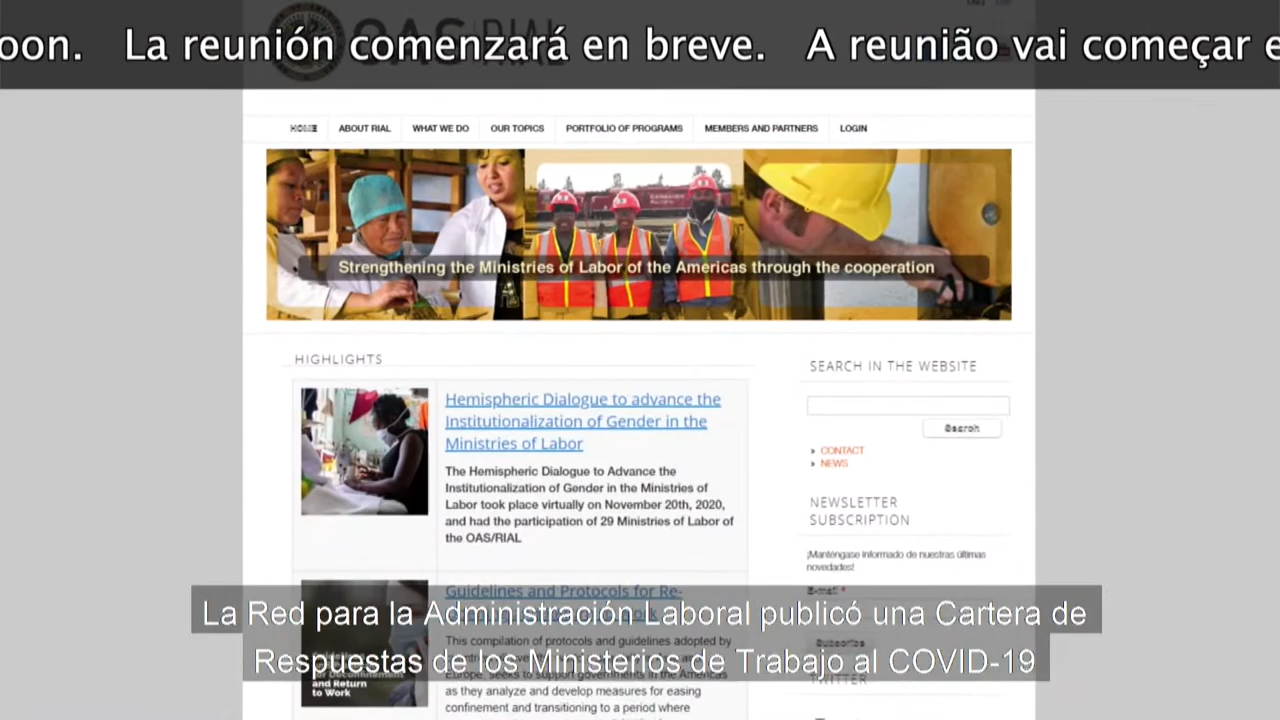 oon. La reunión comenzará en breve. A reunião vai começar e
OAS/RIAL
HOME ABOUT RIAL WHAT WE DO OUR TOPICS PORTFOLIO OF PROGRAMS MEMBERS AND PARTNERS LOGIN
Strengthening the Ministries of Labor of the Americas through the cooperation
HIGHLIGHTS
Hemispheric Dialogue to advance the
Institutionalization of Gender in the
Ministries of Labor
The Hemispheric Dialogue to Advance the
Institutionalization of Gender in the Ministries of
Labor took place virtually on November 20th, 2020,
and had the participation of 29 Ministries of Labor of
the OAS/RIAL
SEARCH IN THE WEBSITE
Search
» CONTACT
» NEWS
NEWSLETTER
SUBSCRIPTION
¡Manténgase informado de nuestras últimas
novedades!
E-mail *
Subscribe
TWITTER
Guidelines and Protocols for Re-
This compilation of protocols and guidelines adopted by
Europe, seeks to support governments in the Americas
as they analyze and develop measures for easing
confinement and transitioning to a period where
and Return
to Work
La Red para la Administración Laboral publicó una Cartera de
Respuestas de los Ministerios de Trabajo al COVID-19